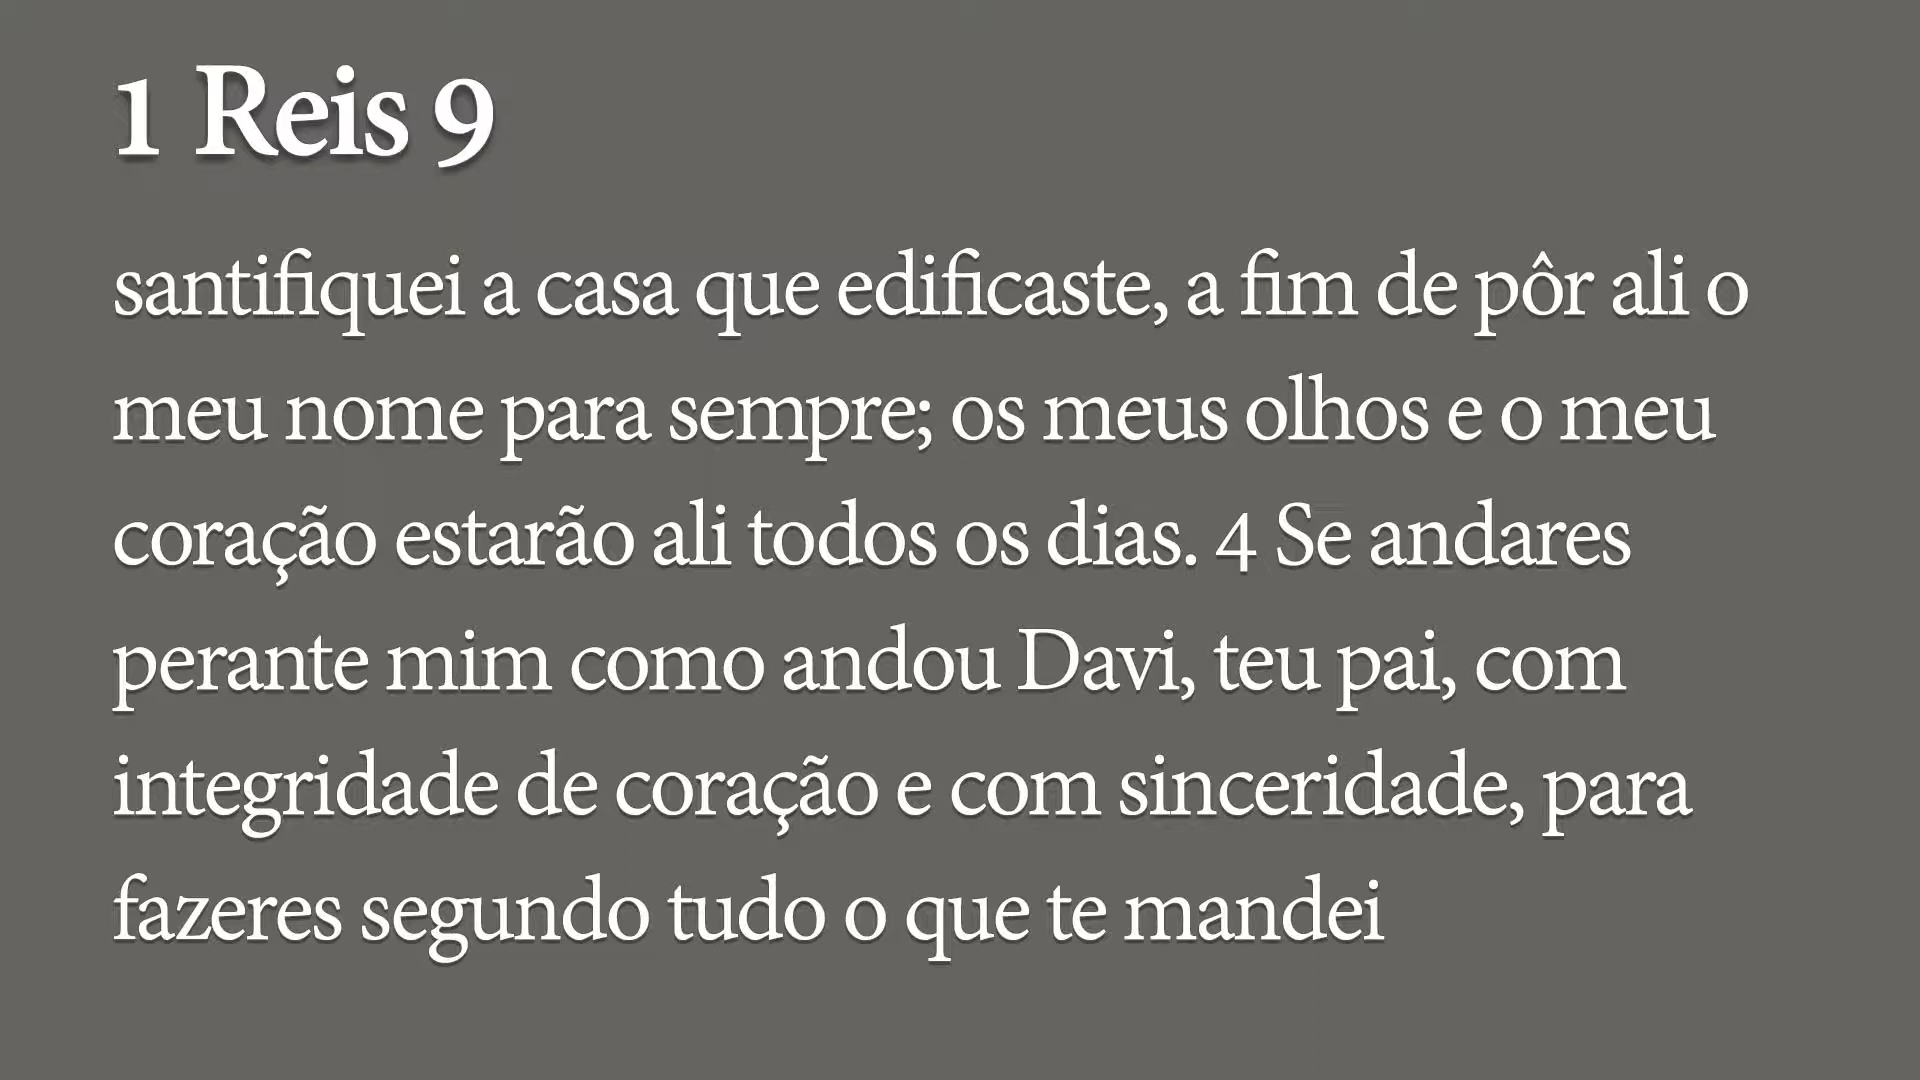 1 Reis 9
santifiquei a casa que edificaste, a fim de pôr ali o
meu nome para sempre; os meus olhos e o meu
coração estarão ali todos os dias. 4 Se andares
perante mim como andou Davi, teu pai, com
integridade de coração e com sinceridade, para
fazeres segundo tudo o que te mandei